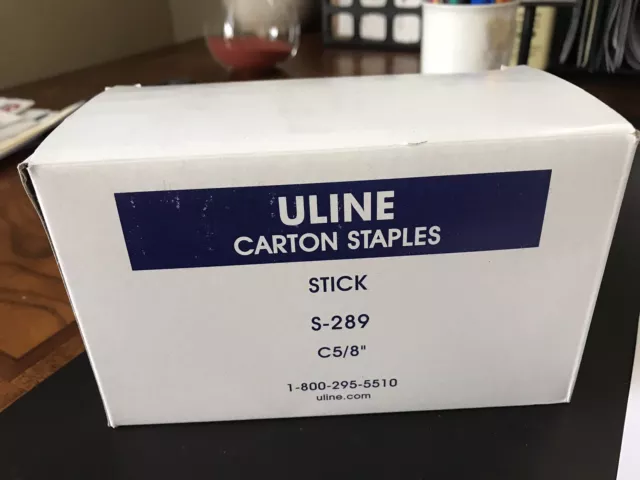 ULINE
CARTON STAPLES
STICK
S-289
C5/8"
1-800-295-5510
uline.com